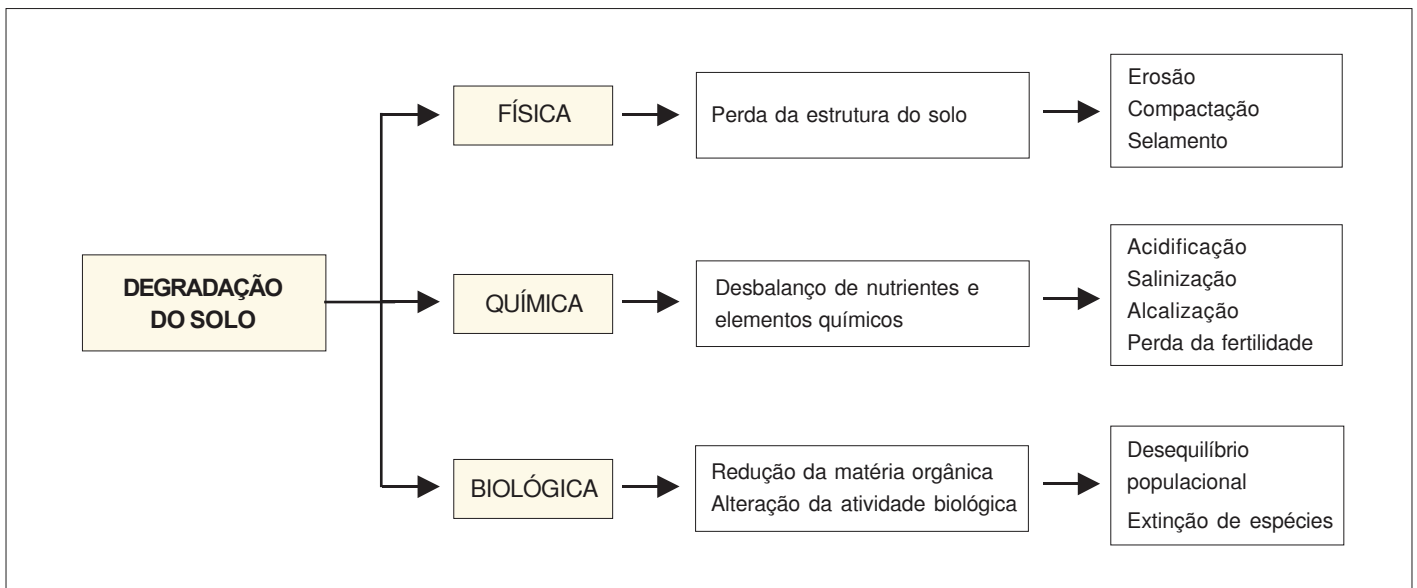 DEGRADAÇÃO
DO SOLO
FÍSICA
Perda da estrutura do solo
Erosão
Compactação
Selamento
QUÍMICA
Desbalanço de nutrientes e
elementos químicos
Acidificação
Salinização
Alcalização
Perda da fertilidade
BIOLÓGICA
Redução da matéria orgânica
Alteração da atividade biológica
Desequilíbrio
populacional
Extinção de espécies